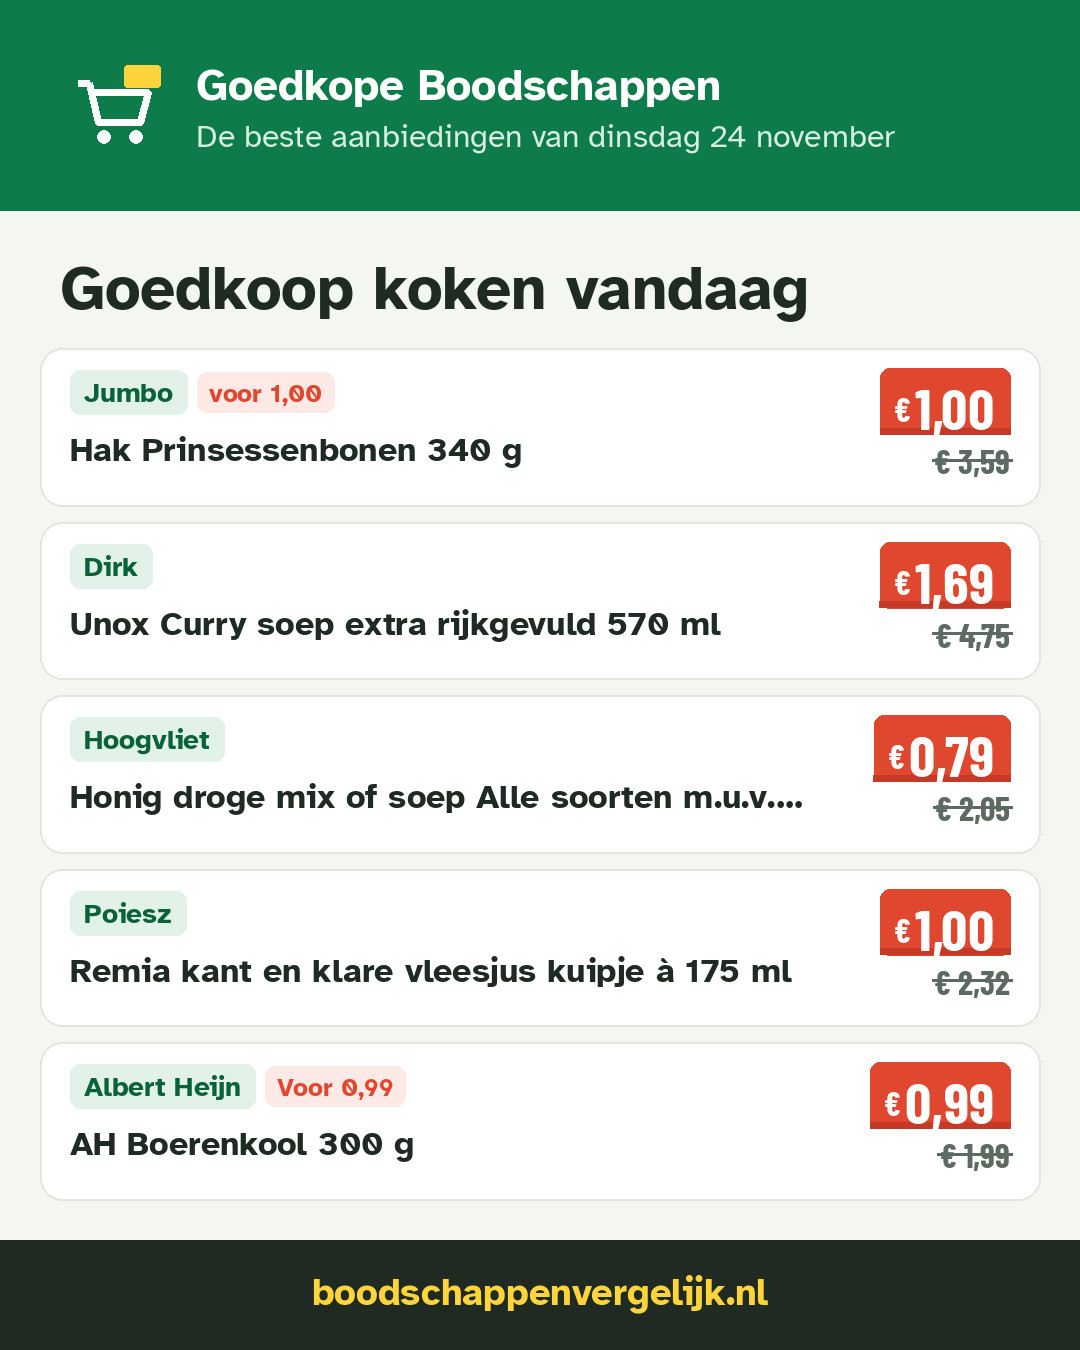 Goedkope Boodschappen
De beste aanbiedingen van dinsdag 24 november
Goedkoop koken vandaag
Jumbo voor 1,00
€ 1,00
Hak Prinsessenbonen 340 g
€ 3,59
Dirk
€ 1,69
Unox Curry soep extra rijkgevuld 570 ml
€ 4,75
Hoogvliet
€ 0,79
Honig droge mix of soep Alle soorten m.u.v....
€ 2,05
Poiesz
€ 1,00
Remia kant en klare vleesjus kuipje à 175 ml
€ 2,32
Albert Heijn Voor 0,99
€ 0,99
AH Boerenkool 300 g
€ 1,99
boodschappenvergelijk.nl